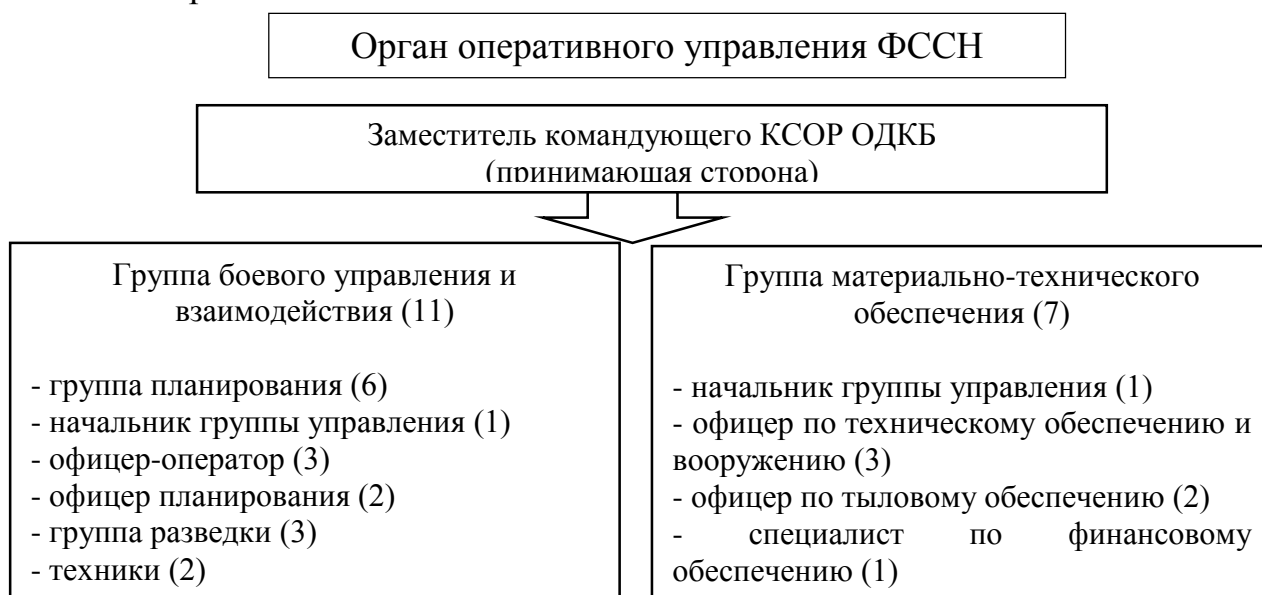 Орган оперативного управления ФССН
Заместитель командующего КСОР ОДКБ
(принимающая сторона)
Группа боевого управления и
взаимодействия (11)
- группа планирования (6)
- начальник группы управления (1)
- офицер-оператор (3)
- офицер планирования (2)
- группа разведки (3)
- техники (2)
Группа материально-технического
обеспечения (7)
- начальник группы управления (1)
- офицер по техническому обеспечению и
вооружению (3)
- офицер по тыловому обеспечению (2)
- специалист по финансовому
обеспечению (1)